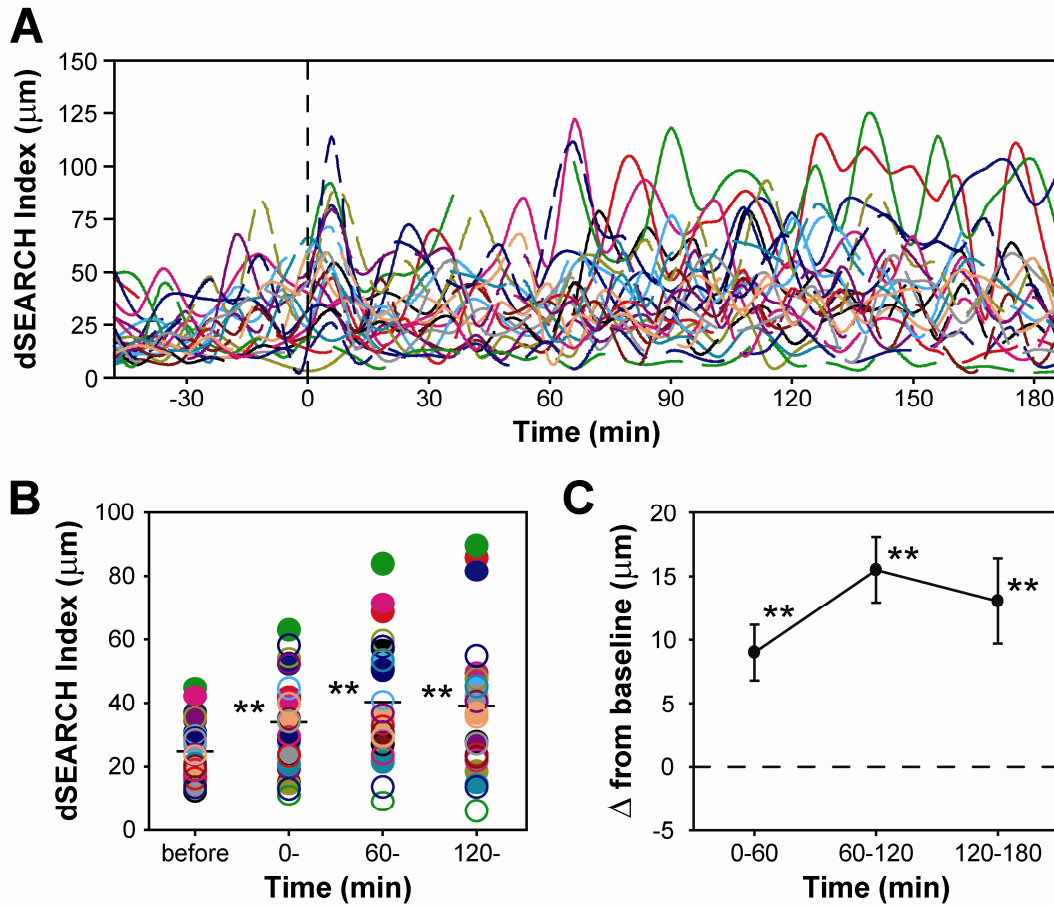 A
dSEARCH Index (μm)
150
125
100
75
50
25
0
-30 0 30 60 90 120 150 180
Time (min)
B
dSEARCH Index (μm)
100
80
60
40
20
0
**
**
**
before 0- 60- 120-
Time (min)
C
Δ from baseline (μm)
20
15
10
5
0
-5
**
**
**
0-60 60-120 120-180
Time (min)